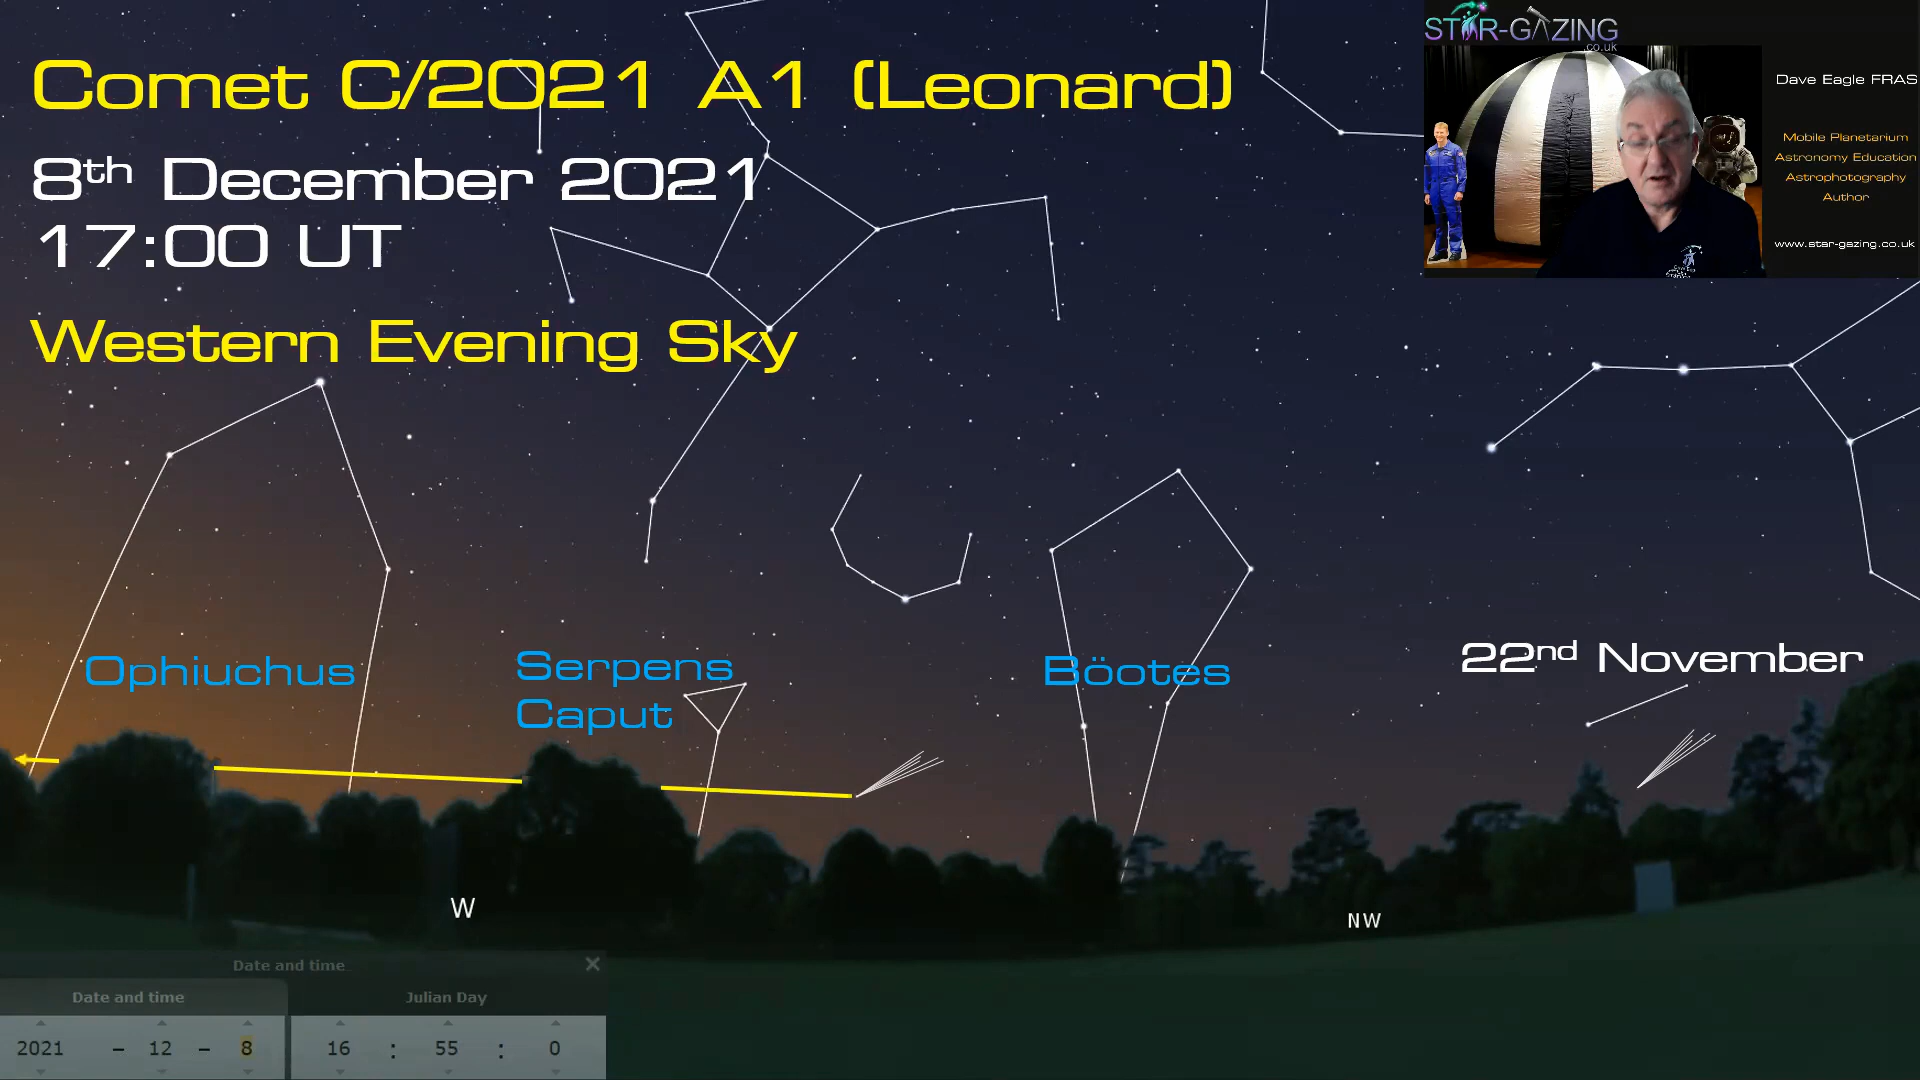 Comet C/2021 A1 (Leonard)
8th December 2021
17:00 UT
Western Evening Sky
STAR-GAZING
.co.uk
Dave Eagle FRAS
Mobile Planetarium
Astronomy Education
Astrophotography
Author
www.star-gazing.co.uk
Ophiuchus
Serpens
Caput
Böotes
22nd November
W
NW
Date and time
Date and time
Julian Day
2021 - 12 - 8
16 : 55 : 0